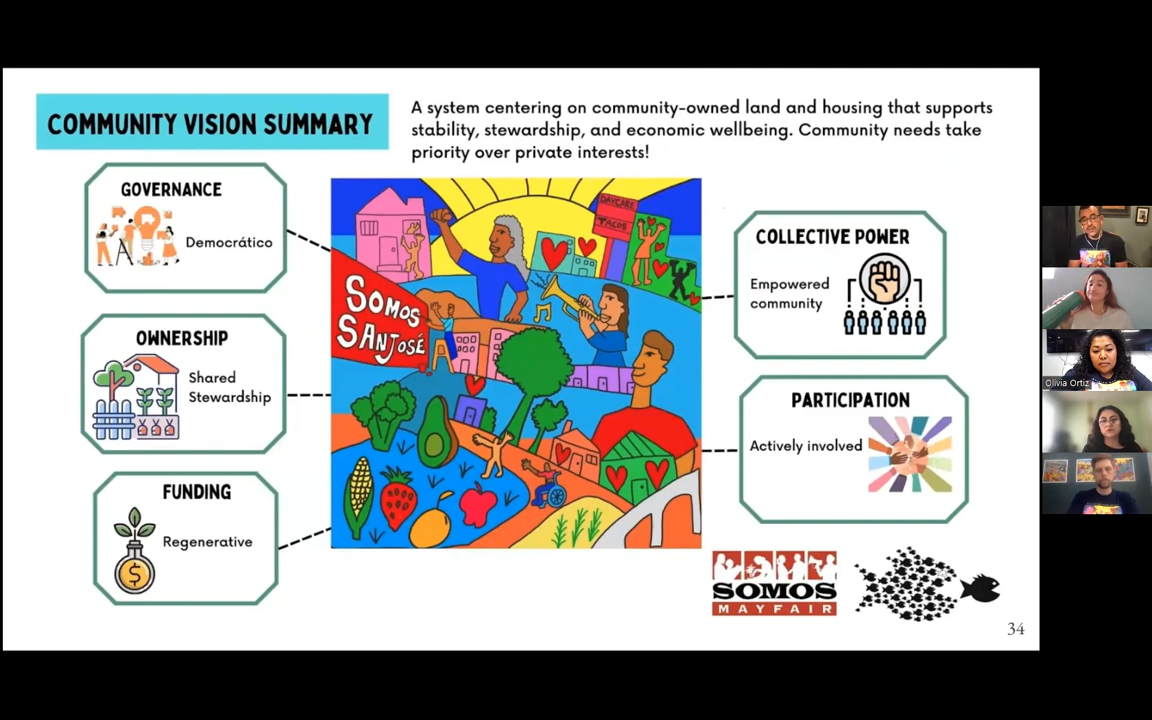 COMMUNITY VISION SUMMARY
A system centering on community-owned land and housing that supports
stability, stewardship, and economic wellbeing. Community needs take
priority over private interests!
GOVERNANCE
Democrático
OWNERSHIP
Shared
Stewardship
FUNDING
Regenerative
DAYCARE
TACOS
SOMOS
SAN JOSÉ
COLLECTIVE POWER
Empowered
community
PARTICIPATION
Actively involved
SOMOS
MAYFAIR
34
Olivia Ortiz